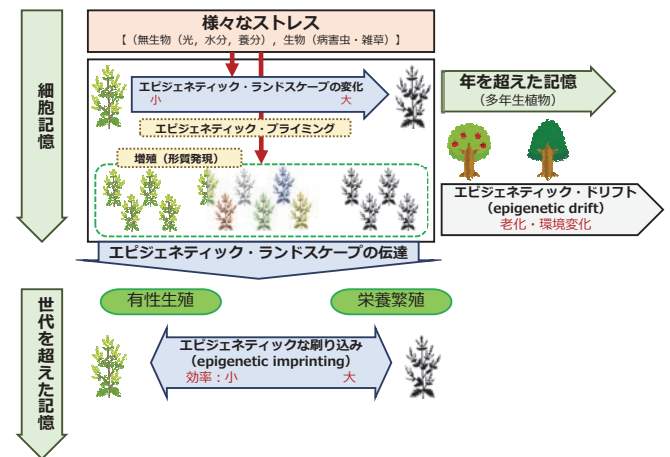 様々なストレス
【（無生物（光，水分，養分），生物（病害虫・雑草）】
細胞記憶
エピジェネティック・ランドスケープの変化
小 大
エピジェネティック・プライミング
増殖（形質発現）
年を超えた記憶
（多年生植物）
エピジェネティック・ドリフト
(epigenetic drift)
老化・環境変化
エピジェネティック・ランドスケープの伝達
世代を超えた記憶
有性生殖
栄養繁殖
エピジェネティックな刷り込み
(epigenetic imprinting)
効率：小 大